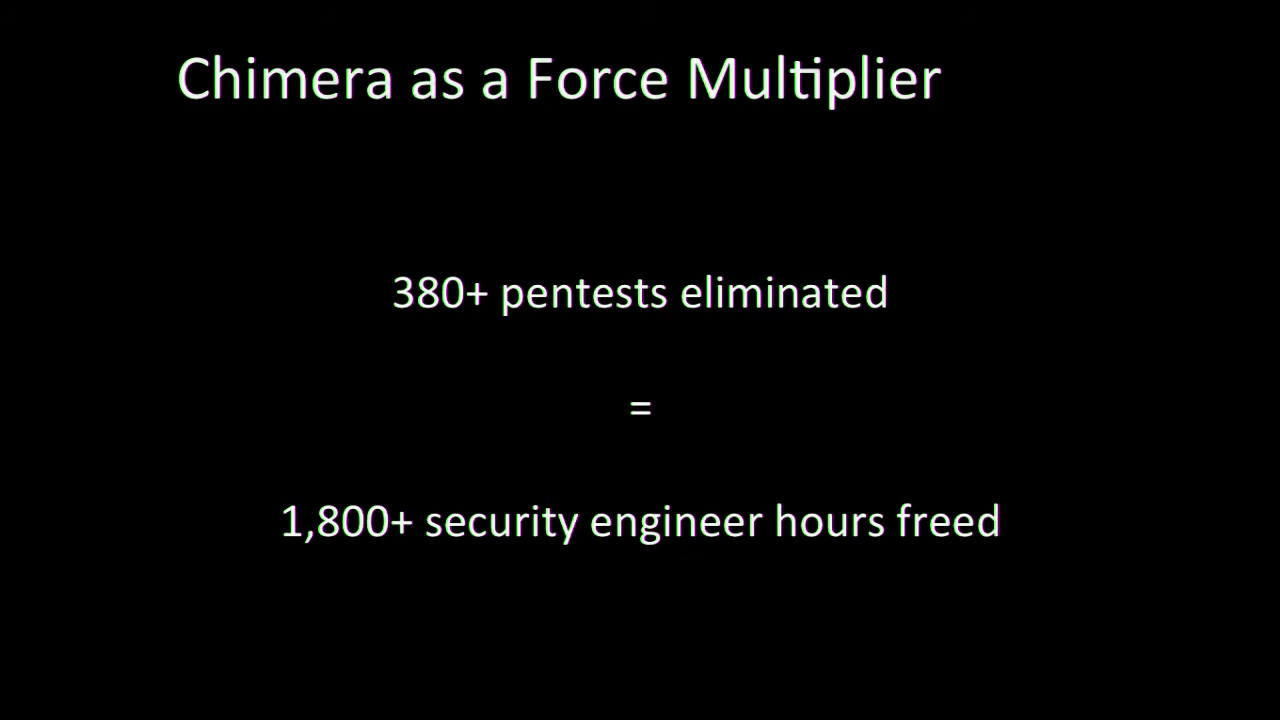 Chimera as a Force Multiplier
380+ pentests eliminated
=
1,800+ security engineer hours freed